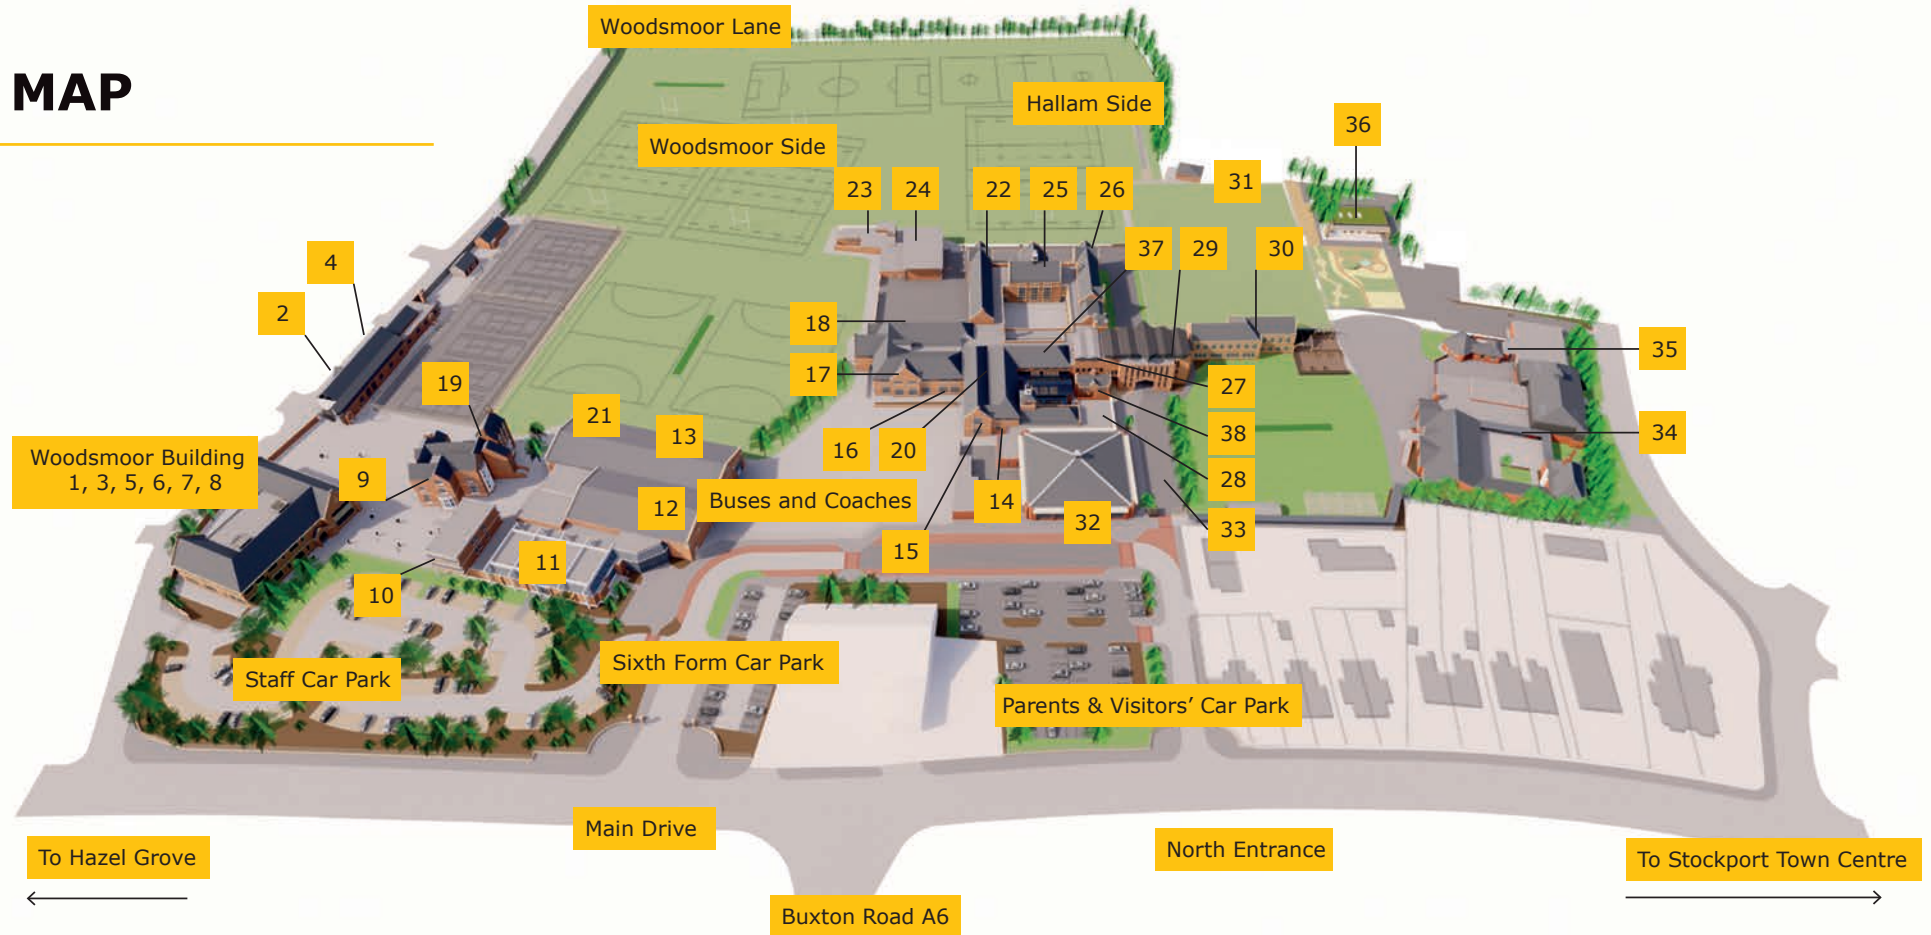 Woodsmoor Lane
MAP
Hallam Side
36
Woodsmoor Side
31
23
24
22
25
26
4
37
29
30
2
18
35
17
19
27
21
13
16
20
38
34
Woodsmoor Building
1, 3, 5, 6, 7, 8
9
28
12
Buses and Coaches
14
32
33
15
11
10
Sixth Form Car Park
Staff Car Park
Parents & Visitors’ Car Park
Main Drive
North Entrance
To Hazel Grove
To Stockport Town Centre
Buxton Road A6